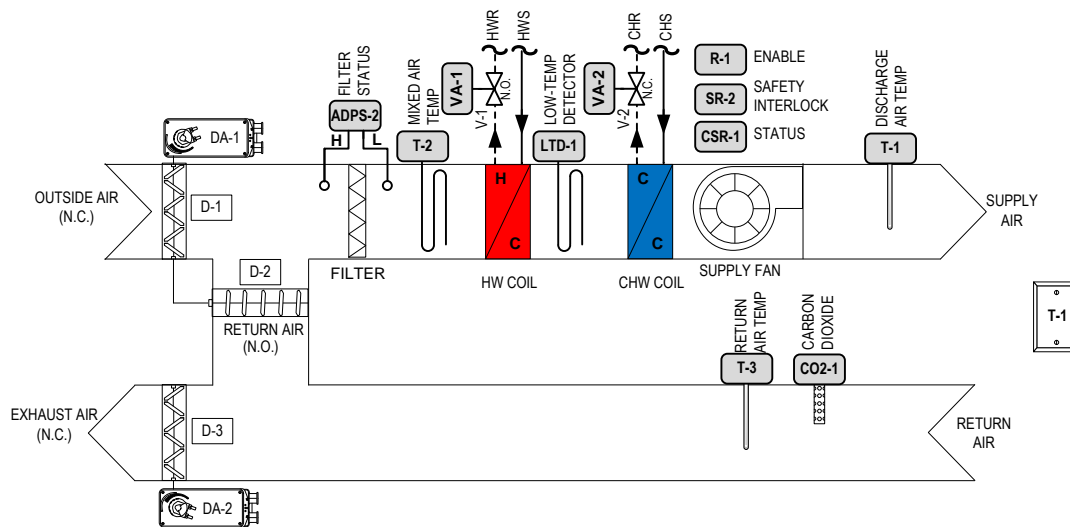 HWR
HWS
CHR
CHS
VA-1
N.O.
V-1
VA-2
N.C.
V-2
R-1
ENABLE
SR-2
SAFETY
INTERLOCK
CSR-1
STATUS
FILTER
STATUS
ADPS-2
H
L
MIXED AIR
TEMP
T-2
LOW-TEMP
DETECTOR
LTD-1
DISCHARGE
AIR TEMP
T-1
DA-1
OUTSIDE AIR
(N.C.)
D-1
H
C
C
C
SUPPLY
AIR
FILTER
HW COIL
CHW COIL
SUPPLY FAN
D-2
RETURN AIR
(N.O.)
T-1
RETURN
AIR TEMP
T-3
CARBON
DIOXIDE
CO2-1
EXHAUST AIR
(N.C.)
D-3
RETURN
AIR
DA-2